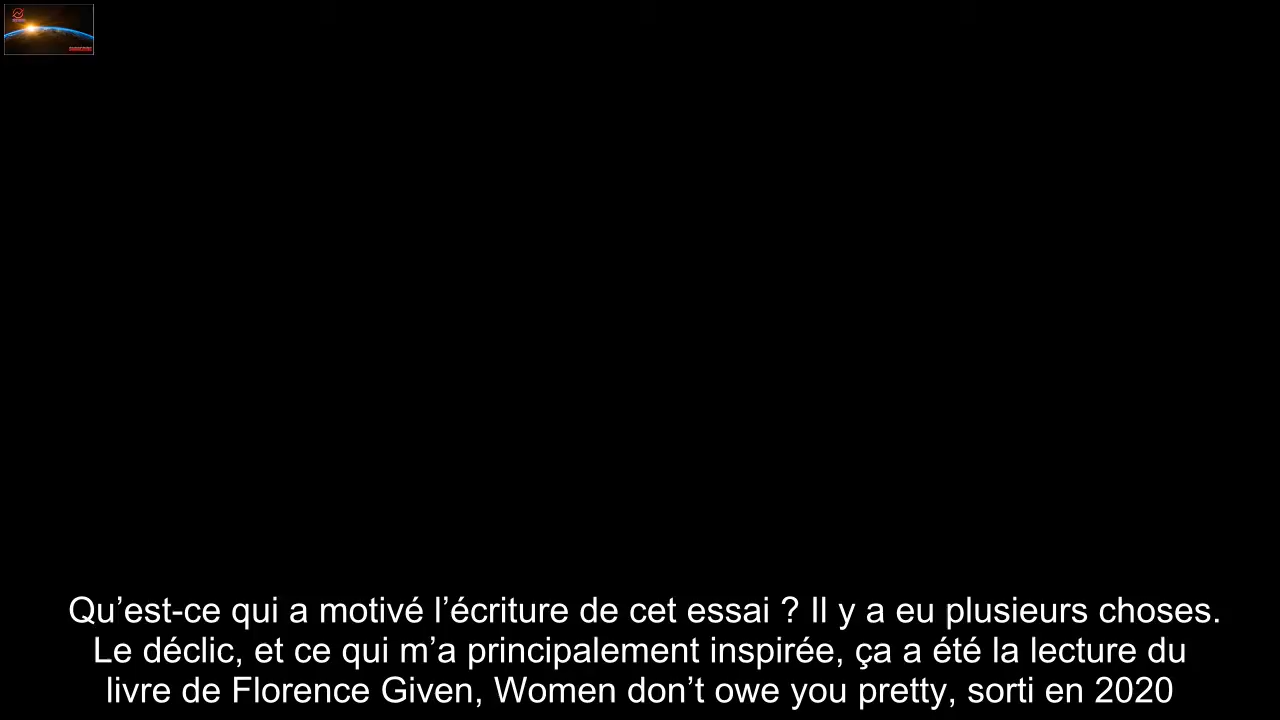 Qu’est-ce qui a motivé l’écriture de cet essai ? Il y a eu plusieurs choses.
Le déclic, et ce qui m’a principalement inspirée, ça a été la lecture du
livre de Florence Given, Women don’t owe you pretty, sorti en 2020